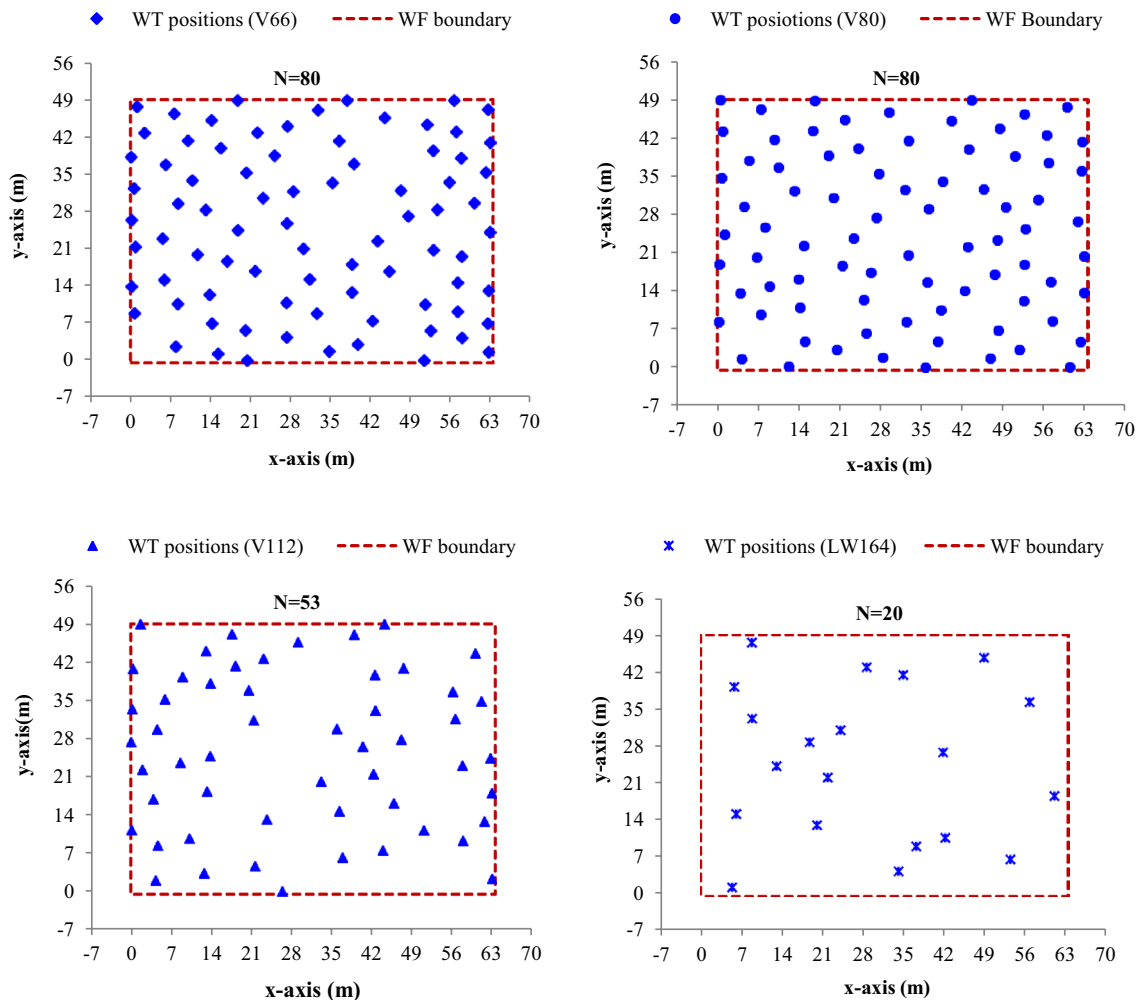 WT positions (V66) WF boundary
N=80
56
49
42
35
28
21
14
7
0
-7
y-axis (m)
-7 0 7 14 21 28 35 42 49 56 63 70
x-axis (m)
WT posiotions (V80) WF Boundary
N=80
56
49
42
35
28
21
14
7
0
-7
y-axis (m)
-7 0 7 14 21 28 35 42 49 56 63 70
x-axis (m)
WT positions (V112) WF boundary
N=53
56
49
42
35
28
21
14
7
0
-7
y-axis(m)
-7 0 7 14 21 28 35 42 49 56 63 70
x-axis (m)
WT positions (LW164) WF boundary
N=20
56
49
42
35
28
21
14
7
0
-7
y-axis (m)
-7 0 7 14 21 28 35 42 49 56 63 70
x-axis (m)